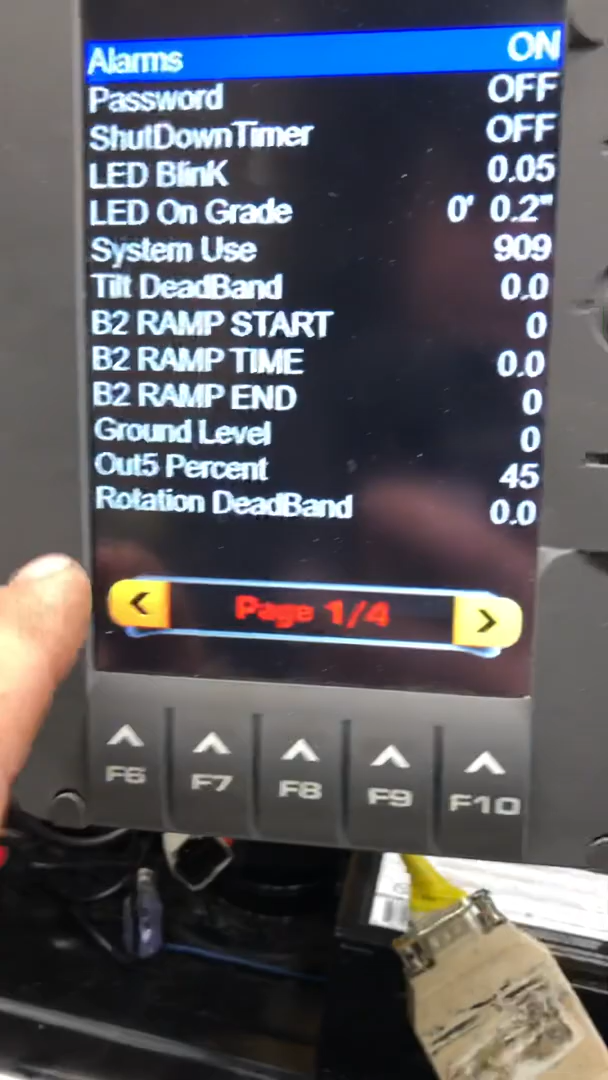 Alarms ON
Password OFF
ShutDownTimer OFF
LED BlinK 0.05
LED On Grade 0' 0.2"
System Use 909
Tilt DeadBand 0.0
B2 RAMP START 0
B2 RAMP TIME 0.0
B2 RAMP END 0
Ground Level 0
Out5 Percent 45
Rotation DeadBand 0.0
< Page 1/4 >
F6 F7 F8 F9 F10